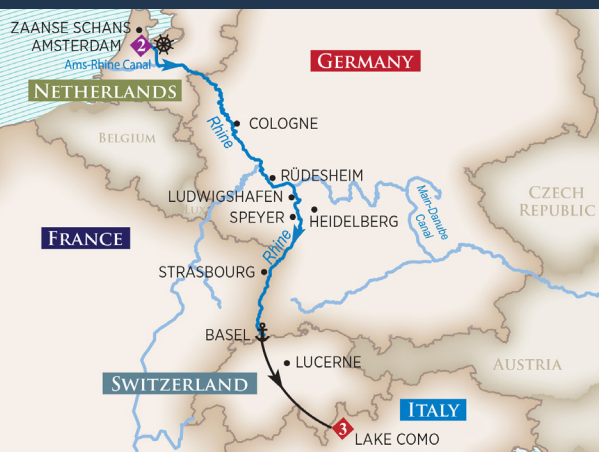 ZAANSE SCHANS
AMSTERDAM
2
Ams-Rhine Canal
GERMANY
NETHERLANDS
BELGIUM
Rhine
COLOGNE
RÜDESHEIM
LUDWIGSHAFEN
LUX
SPEYER
HEIDELBERG
Main-Danube
Canal
CZECH
REPUBLIC
FRANCE
Rhine
STRASBOURG
BASEL
LUCERNE
AUSTRIA
SWITZERLAND
ITALY
3
LAKE COMO